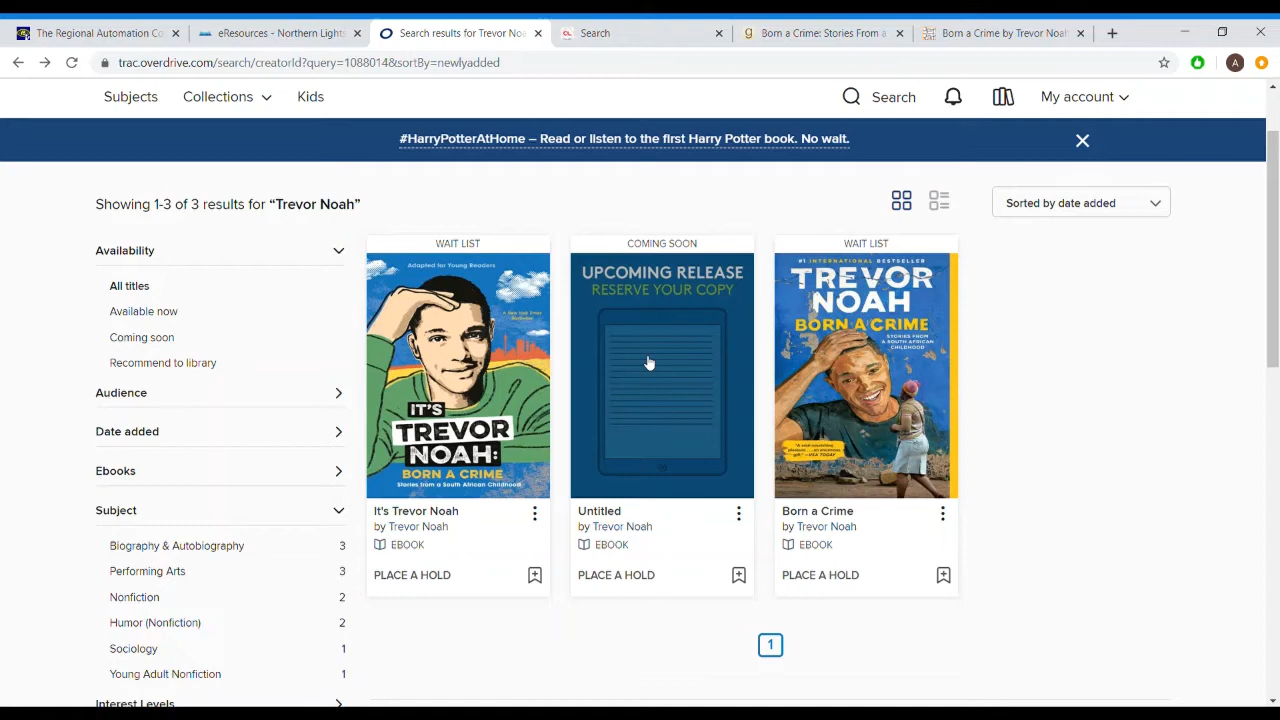 The Regional Automation Co
eResources - Northern Lights
Search results for Trevor Noa
Search
Born a Crime: Stories From a
Born a Crime by Trevor Noah
trac.overdrive.com/search/creatorId?query=1088014&sortBy=newlyadded
A
Subjects
Collections
Kids
Search
My account
#HarryPotterAtHome – Read or listen to the first Harry Potter book. No wait.
Showing 1-3 of 3 results for “Trevor Noah”
Sorted by date added
Availability
All titles
Available now
Coming soon
Recommend to library
Audience
Date added
Ebooks
Subject
Biography & Autobiography 3
Performing Arts 3
Nonfiction 2
Humor (Nonfiction) 2
Sociology 1
Young Adult Nonfiction 1
Interest Levels
WAIT LIST
Adapted for Young Readers
IT'S
TREVOR
NOAH:
BORN A CRIME
Stories from a South African Childhood
It's Trevor Noah
by Trevor Noah
EBOOK
PLACE A HOLD
COMING SOON
UPCOMING RELEASE
RESERVE YOUR COPY
Untitled
by Trevor Noah
EBOOK
PLACE A HOLD
WAIT LIST
#1 INTERNATIONAL BESTSELLER
TREVOR
NOAH
BORN A CRIME
STORIES FROM
A SOUTH AFRICAN
CHILDHOOD
Born a Crime
by Trevor Noah
EBOOK
PLACE A HOLD
1